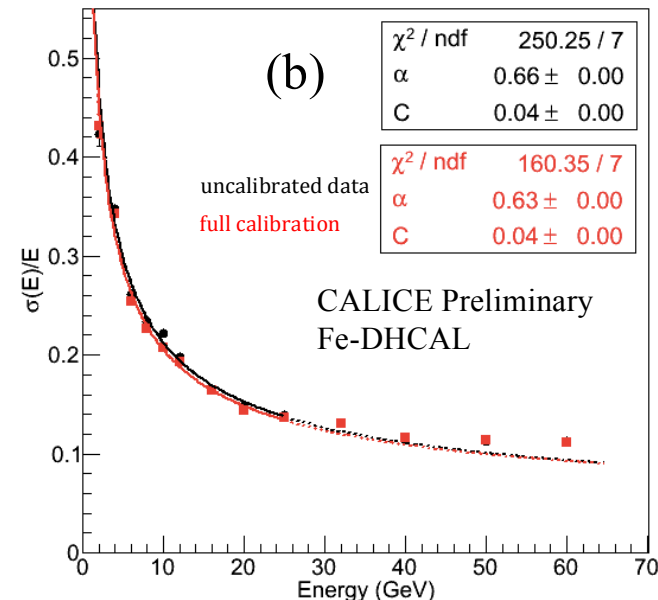 (b)
χ² / ndf 250.25 / 7
α 0.66 ± 0.00
C 0.04 ± 0.00
χ² / ndf 160.35 / 7
α 0.63 ± 0.00
C 0.04 ± 0.00
uncalibrated data
full calibration
CALICE Preliminary
Fe-DHCAL
σ(E)/E
0.5
0.4
0.3
0.2
0.1
0
0 10 20 30 40 50 60 70
Energy (GeV)